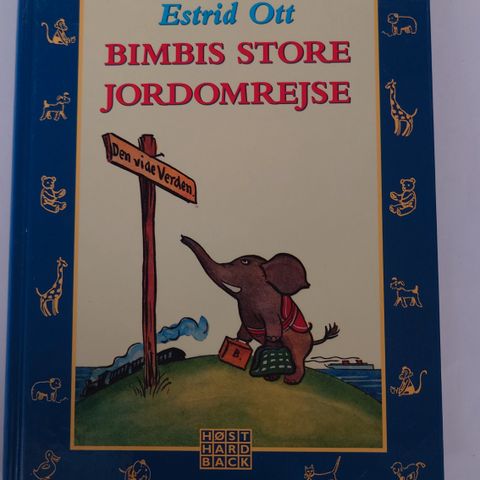 Estrid Ott
BIMBIS STORE
JORDOMREJSE
Den vide Verden.
B.
HØST
HARD
BACK